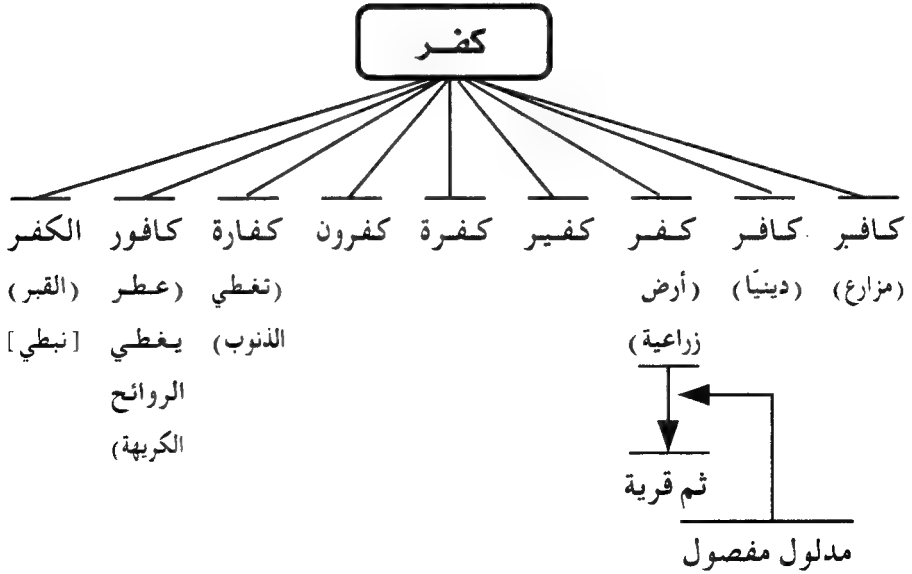 كفر
كافر كافر كفر كفير كفرة كفرون كفارة كافور الكفر
(مزارع) (دينيّا) (أرض (تغطي (عطر (القبر)
زراعية) الذنوب) يغطي [نبطي]
الروائح
الكريهة)
ثم قرية
مدلول مفصول